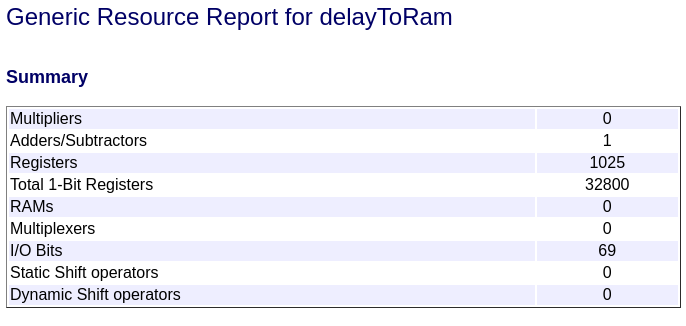 Generic Resource Report for delayToRam
Summary
Multipliers 0
Adders/Subtractors 1
Registers 1025
Total 1-Bit Registers 32800
RAMs 0
Multiplexers 0
I/O Bits 69
Static Shift operators 0
Dynamic Shift operators 0